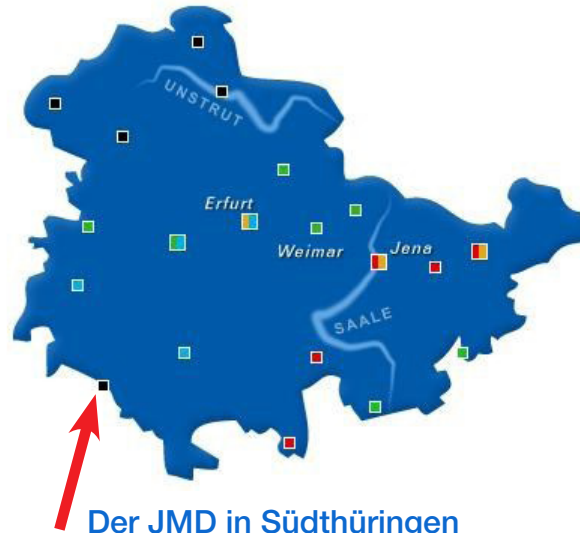 UNSTRUT
Erfurt
Weimar
Jena
SAALE
Der JMD in Südthüringen